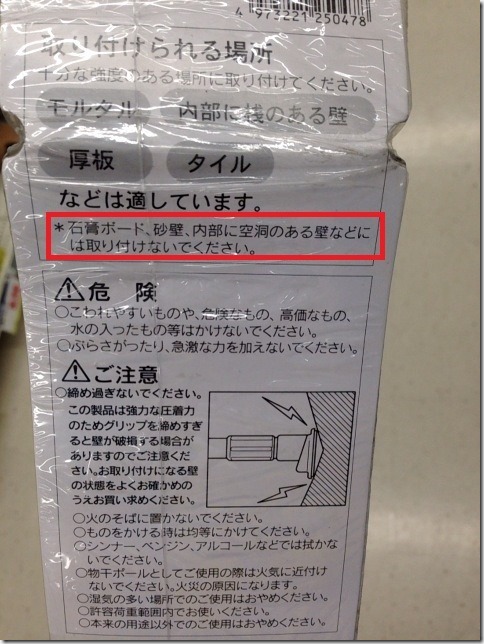 4 973221 250478
取り付けられる場所
十分な強度のある場所に取り付けてください。
モルタル 内部に桟のある壁
厚板 タイル
などは適しています。
＊石膏ボード、砂壁、内部に空洞のある壁などに
は取り付けないでください。
⚠危 険
○こわれやすいものや、危険なもの、高価なもの、
水の入ったもの等はかけないでください。
○ぶらさがったり、急激な力を加えないでください。
⚠ご注意
○締め過ぎないでください。
この製品は強力な圧着力
のためグリップを締めすぎ
ると壁が破損する場合が
ありますのでご注意くだ
さい。お取り付けになる壁
の状態をよくお確かめの
うえお買い求めください。
○火のそばに置かないでください。
○ものをかける時は均等にかけてください。
○シンナー、ベンジン、アルコールなどでは拭かな
いでください。
○物干ポールとしてご使用の際は火気に近付け
ないでください。火災の原因になります。
○湿気の多い場所でのご使用はおやめください。
○許容荷重範囲内でお使いください。
○本来の用途以外でのご使用はおやめください。